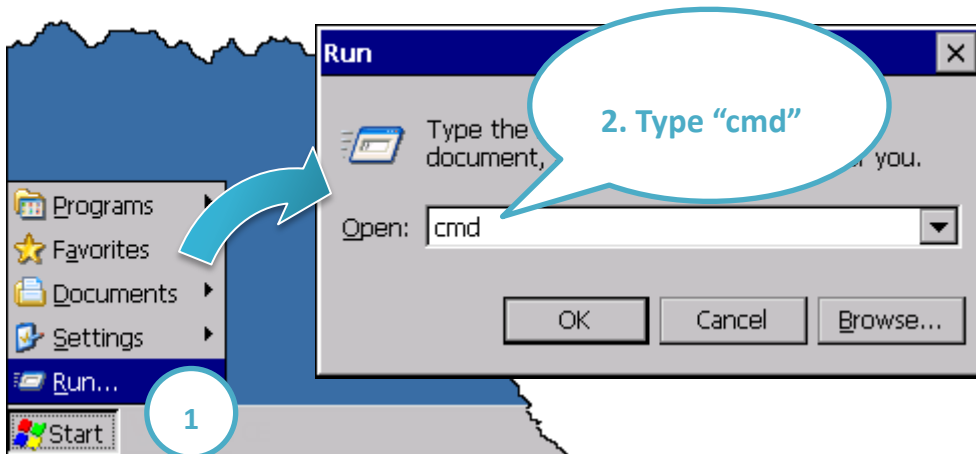 Run
2. Type “cmd”
Type the
document, r you.
Open: cmd
OK Cancel Browse...
Programs
Favorites
Documents
Settings
Run...
1
Start